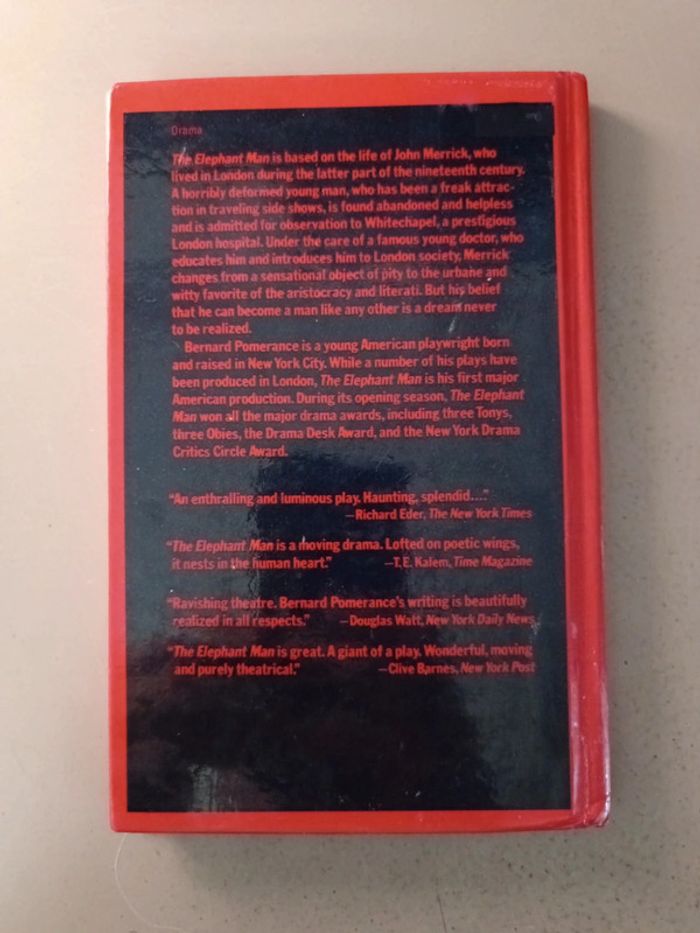 Drama
The Elephant Man is based on the life of John Merrick, who
lived in London during the latter part of the nineteenth century.
A horribly deformed young man, who has been a freak attrac-
tion in traveling side shows, is found abandoned and helpless
and is admitted for observation to Whitechapel, a prestigious
London hospital. Under the care of a famous young doctor, who
educates him and introduces him to London society, Merrick
changes from a sensational object of pity to the urbane and
witty favorite of the aristocracy and literati. But his belief
that he can become a man like any other is a dream never
to be realized.
Bernard Pomerance is a young American playwright born
and raised in New York City. While a number of his plays have
been produced in London, The Elephant Man is his first major
American production. During its opening season, The Elephant
Man won all the major drama awards, including three Tonys,
three Obies, the Drama Desk Award, and the New York Drama
Critics Circle Award.
“An enthralling and luminous play. Haunting, splendid....”
—Richard Eder, The New York Times
“The Elephant Man is a moving drama. Lofted on poetic wings,
it nests in the human heart.” —T.E. Kalem, Time Magazine
“Ravishing theatre. Bernard Pomerance's writing is beautifully
realized in all respects.” —Douglas Watt, New York Daily News
“The Elephant Man is great. A giant of a play. Wonderful, moving
and purely theatrical.” —Clive Barnes, New York Post